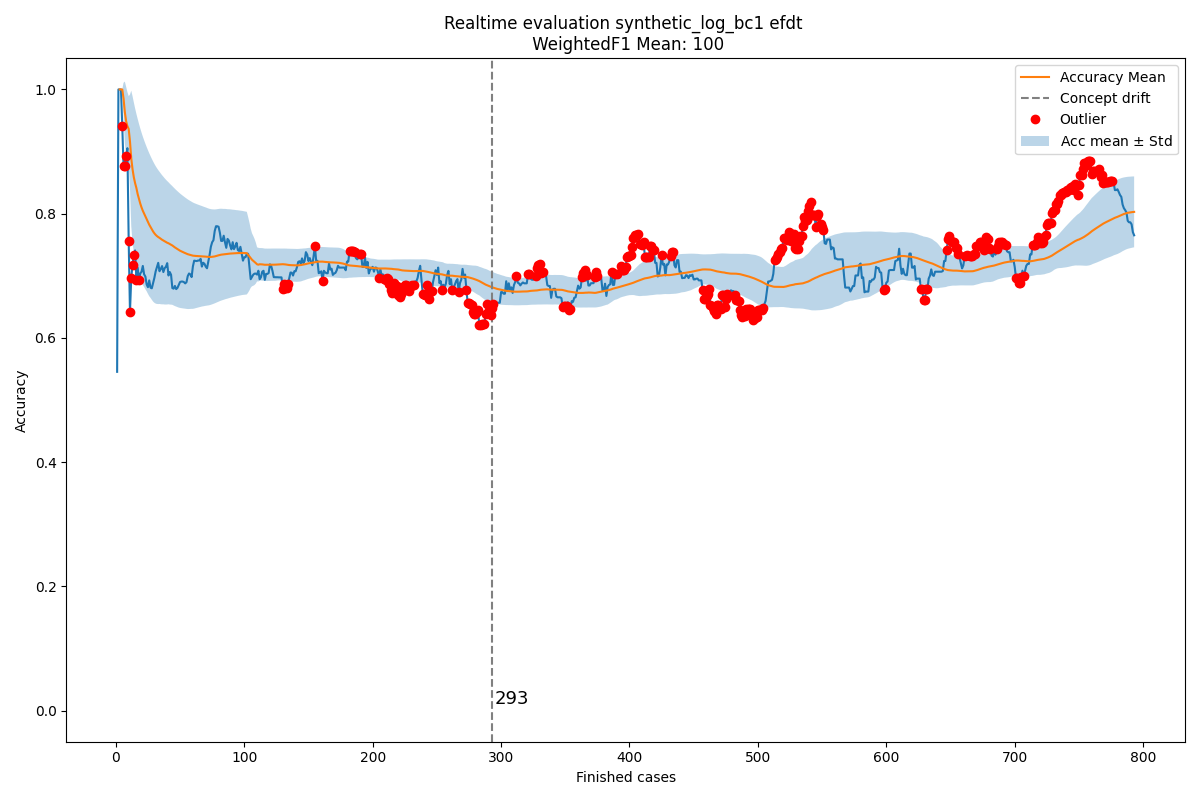 Realtime evaluation synthetic_log_bc1 efdt
WeightedF1 Mean: 100
Accuracy Mean
Concept drift
Outlier
Acc mean ± Std
1.0
0.8
0.6
0.4
0.2
0.0
Accuracy
293
0 100 200 300 400 500 600 700 800
Finished cases